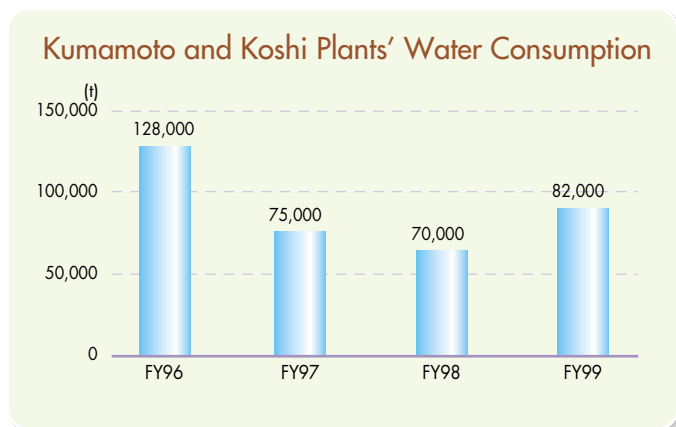 Kumamoto and Koshi Plants’ Water Consumption
(t)
150,000
128,000
100,000
82,000
75,000
70,000
50,000
0
FY96 FY97 FY98 FY99